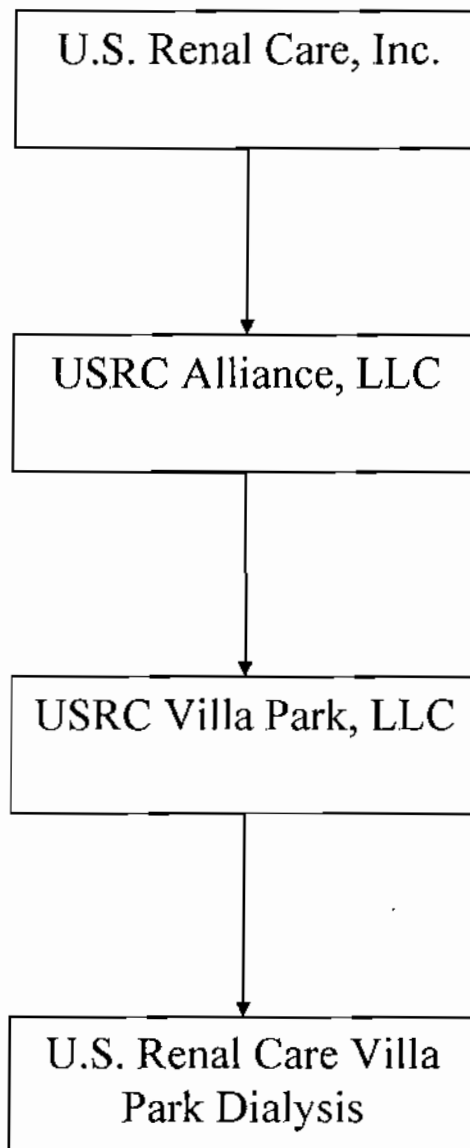 U.S. Renal Care, Inc.
USRC Alliance, LLC
USRC Villa Park, LLC
U.S. Renal Care Villa
Park Dialysis